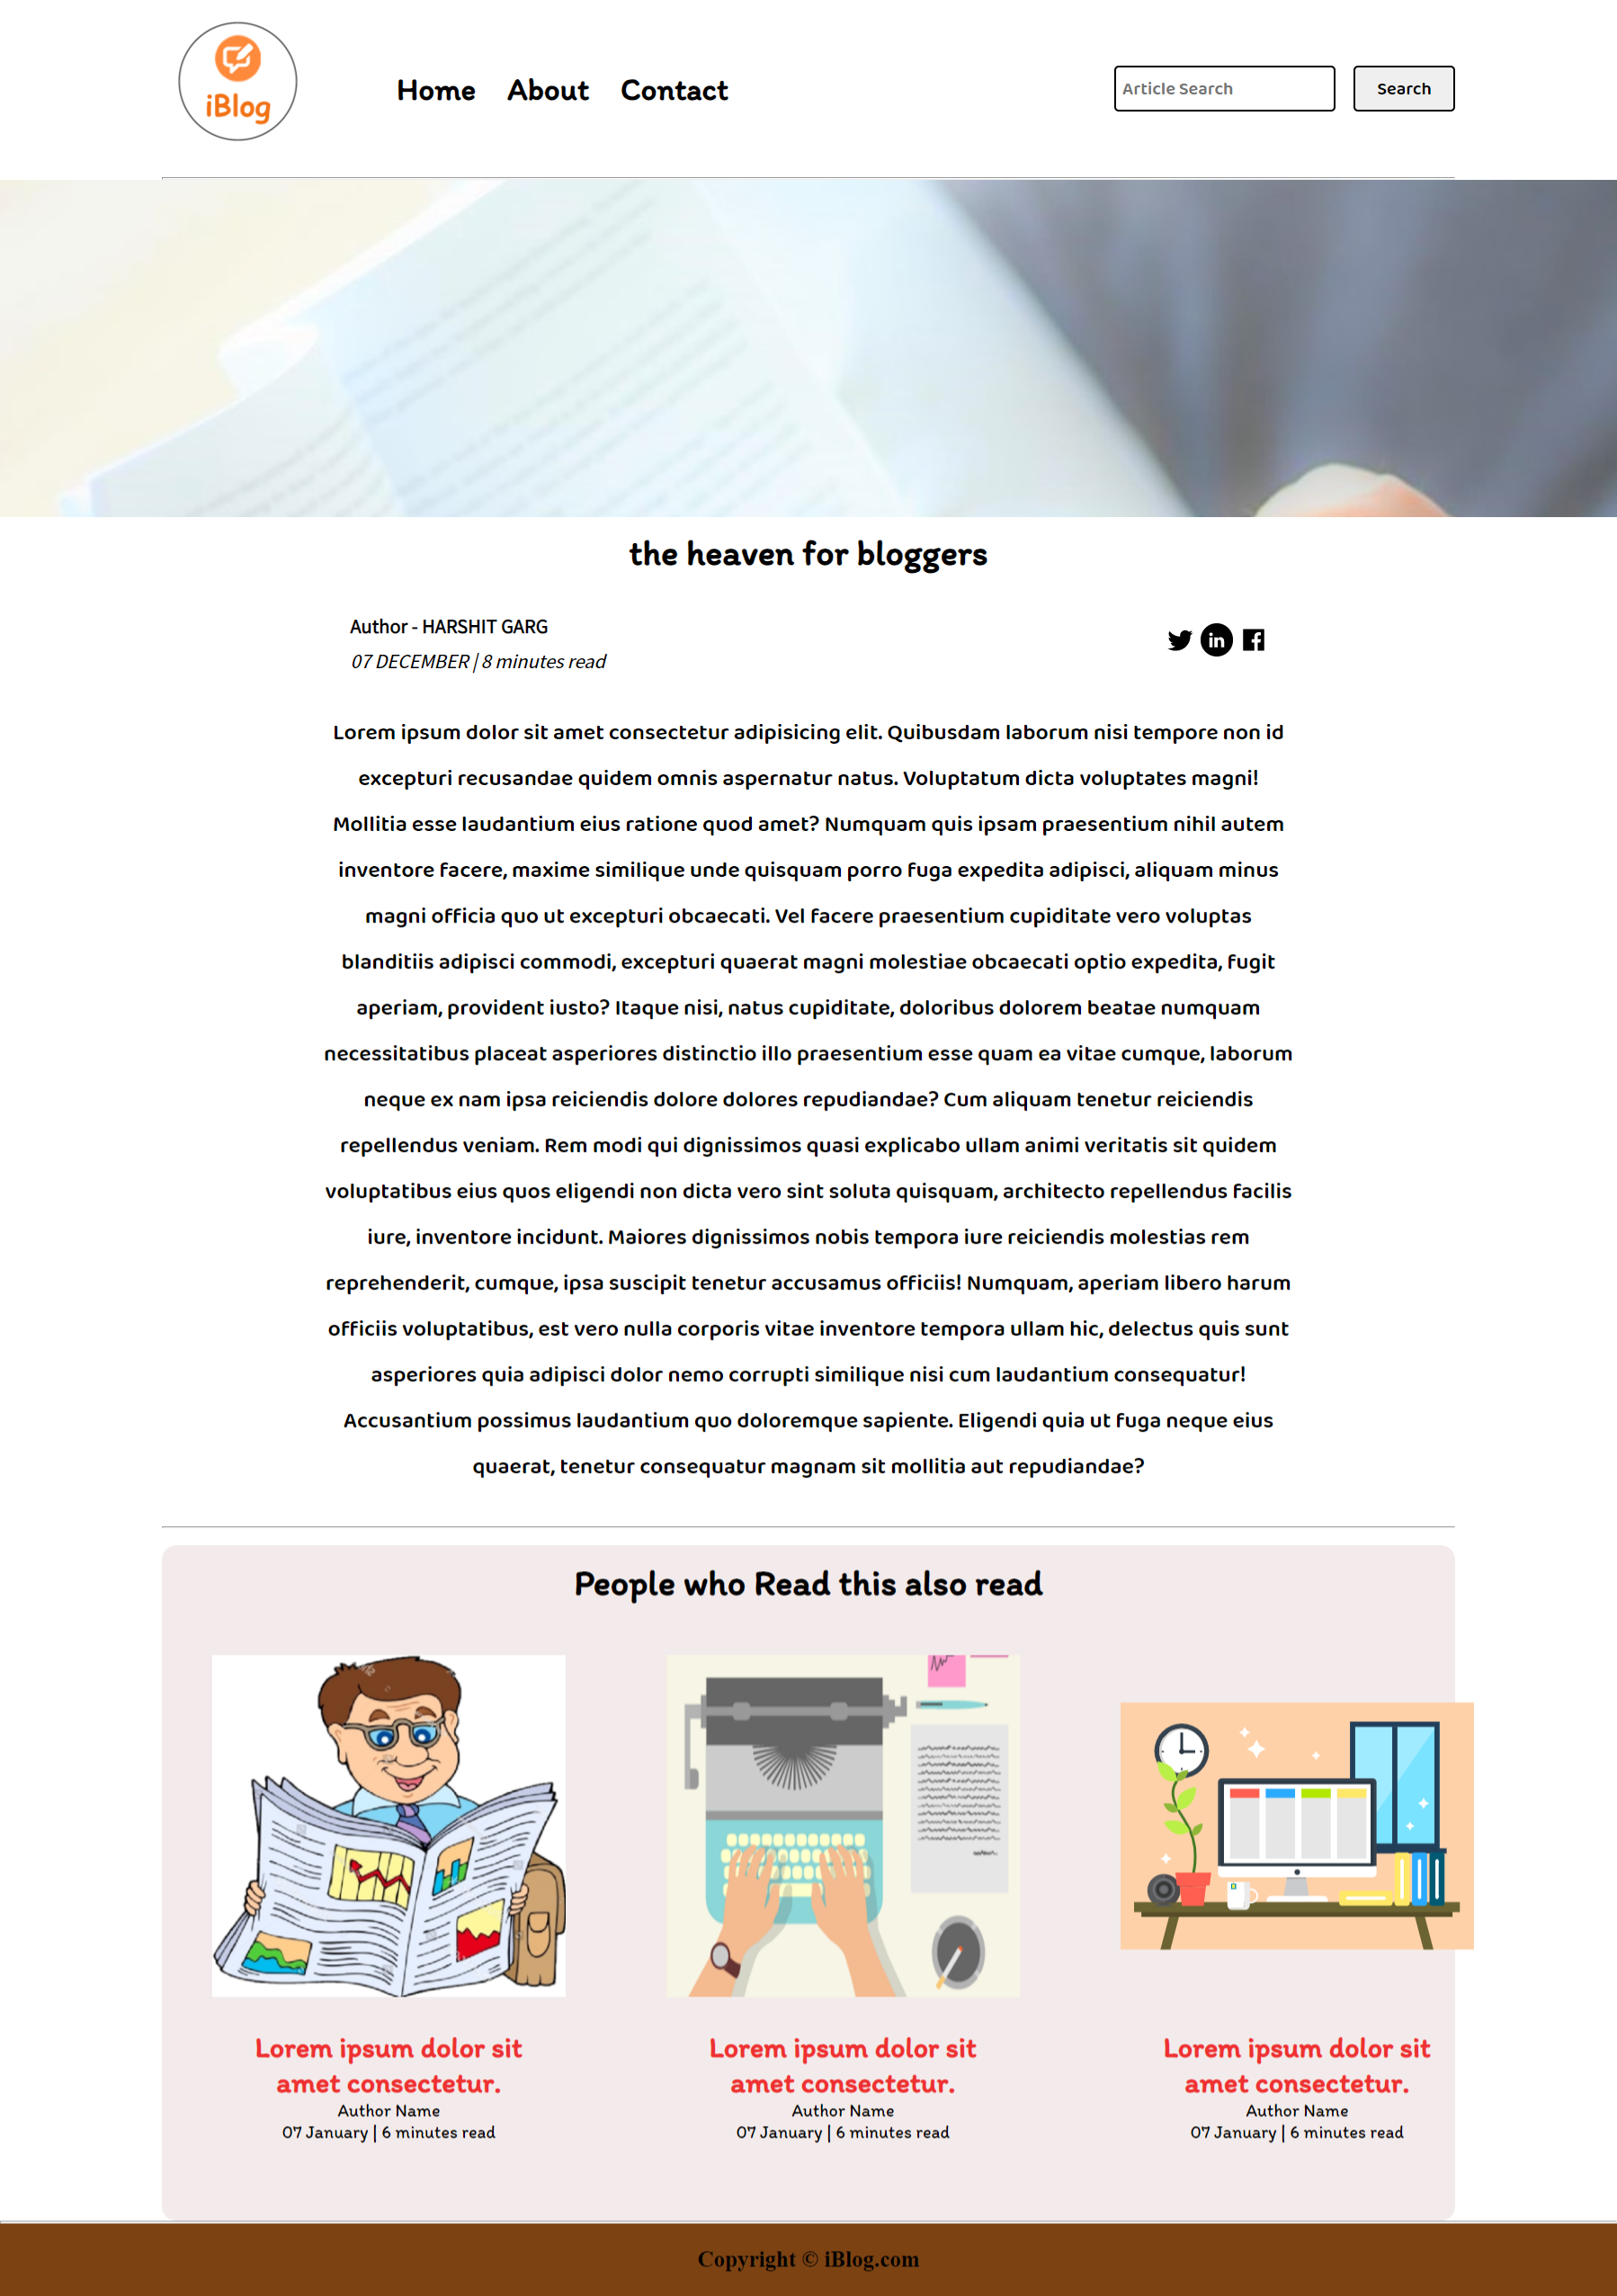 iBlog
Home About Contact
Article Search
Search
the heaven for bloggers
Author - HARSHIT GARG
07 DECEMBER | 8 minutes read
Lorem ipsum dolor sit amet consectetur adipisicing elit. Quibusdam laborum nisi tempore non id
excepturi recusandae quidem omnis aspernatur natus. Voluptatum dicta voluptates magni!
Mollitia esse laudantium eius ratione quod amet? Numquam quis ipsam praesentium nihil autem
inventore facere, maxime similique unde quisquam porro fuga expedita adipisci, aliquam minus
magni officia quo ut excepturi obcaecati. Vel facere praesentium cupiditate vero voluptas
blanditiis adipisci commodi, excepturi quaerat magni molestiae obcaecati optio expedita, fugit
aperiam, provident iusto? Itaque nisi, natus cupiditate, doloribus dolorem beatae numquam
necessitatibus placeat asperiores distinctio illo praesentium esse quam ea vitae cumque, laborum
neque ex nam ipsa reiciendis dolore dolores repudiandae? Cum aliquam tenetur reiciendis
repellendus veniam. Rem modi qui dignissimos quasi explicabo ullam animi veritatis sit quidem
voluptatibus eius quos eligendi non dicta vero sint soluta quisquam, architecto repellendus facilis
iure, inventore incidunt. Maiores dignissimos nobis tempora iure reiciendis molestias rem
reprehenderit, cumque, ipsa suscipit tenetur accusamus officiis! Numquam, aperiam libero harum
officiis voluptatibus, est vero nulla corporis vitae inventore tempora ullam hic, delectus quis sunt
asperiores quia adipisci dolor nemo corrupti similique nisi cum laudantium consequatur!
Accusantium possimus laudantium quo doloremque sapiente. Eligendi quia ut fuga neque eius
quaerat, tenetur consequatur magnam sit mollitia aut repudiandae?
People who Read this also read
Lorem ipsum dolor sit
amet consectetur.
Author Name
07 January | 6 minutes read
Lorem ipsum dolor sit
amet consectetur.
Author Name
07 January | 6 minutes read
Lorem ipsum dolor sit
amet consectetur.
Author Name
07 January | 6 minutes read
Copyright © iBlog.com